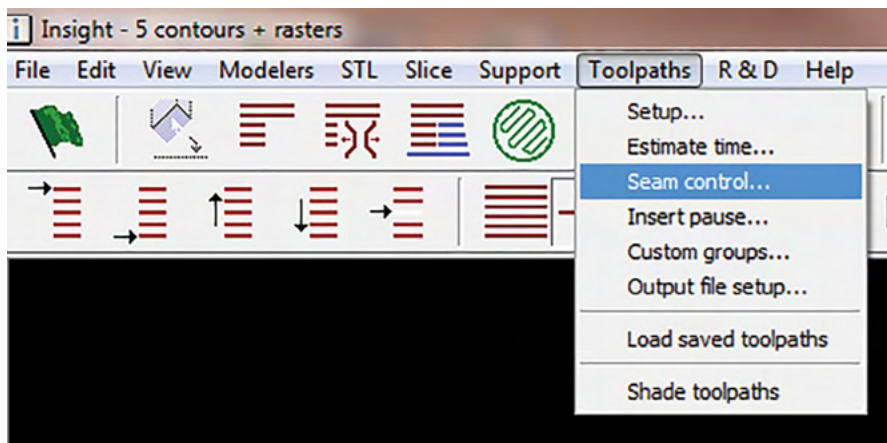 i Insight - 5 contours + rasters
File Edit View Modelers STL Slice Support Toolpaths R & D Help
Setup...
Estimate time...
Seam control...
Insert pause...
Custom groups...
Output file setup...
Load saved toolpaths
Shade toolpaths